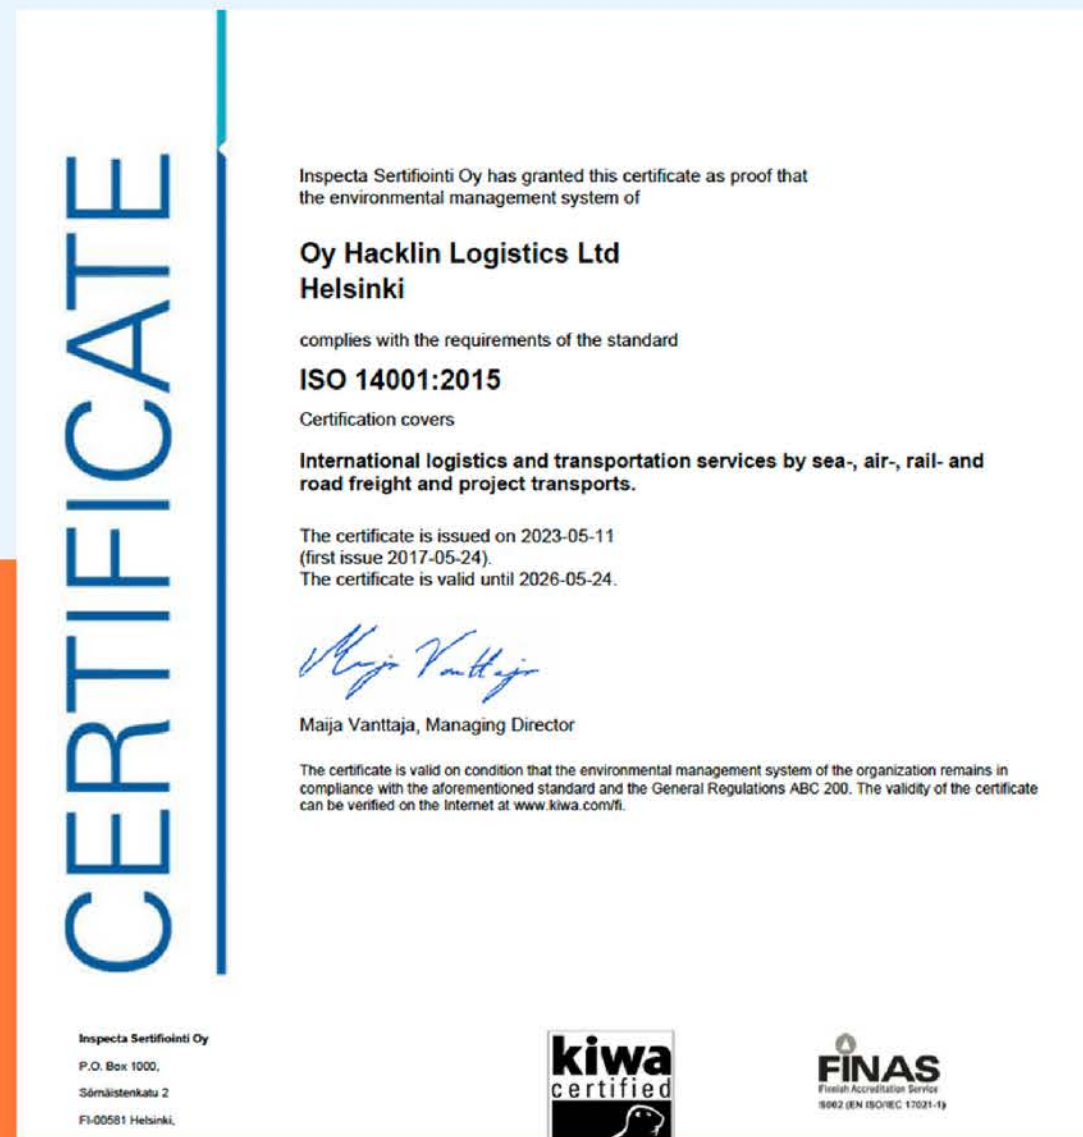 CERTIFICATE
Inspecta Sertifiointi Oy has granted this certificate as proof that
the environmental management system of
Oy Hacklin Logistics Ltd
Helsinki
complies with the requirements of the standard
ISO 14001:2015
Certification covers
International logistics and transportation services by sea-, air-, rail- and
road freight and project transports.
The certificate is issued on 2023-05-11
(first issue 2017-05-24).
The certificate is valid until 2026-05-24.
Maija Vanttaja
Maija Vanttaja, Managing Director
The certificate is valid on condition that the environmental management system of the organization remains in
compliance with the aforementioned standard and the General Regulations ABC 200. The validity of the certificate
can be verified on the Internet at www.kiwa.com/fi.
Inspecta Sertifiointi Oy
P.O. Box 1000,
Sörnäistenkatu 2
FI-00581 Helsinki,
kiwa
certified
FINAS
Finnish Accreditation Service
S002 (EN ISO/IEC 17021-1)